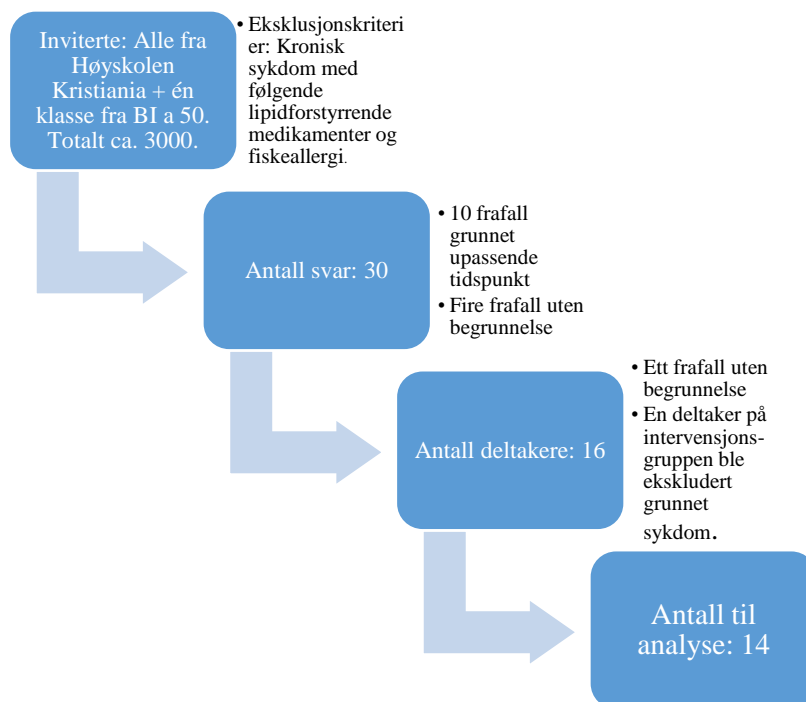 Inviterte: Alle fra
Høyskolen
Kristiania + én
klasse fra BI a 50.
Totalt ca. 3000.
• Eksklusjonskriteri
er: Kronisk
sykdom med
følgende
lipidforstyrrende
medikamenter og
fiskeallergi.
Antall svar: 30
• 10 frafall
grunnet
upassende
tidspunkt
• Fire frafall uten
begrunnelse
Antall deltakere: 16
• Ett frafall uten
begrunnelse
• En deltaker på
intervensjons-
gruppen ble
ekskludert
grunnet
sykdom.
Antall til
analyse: 14